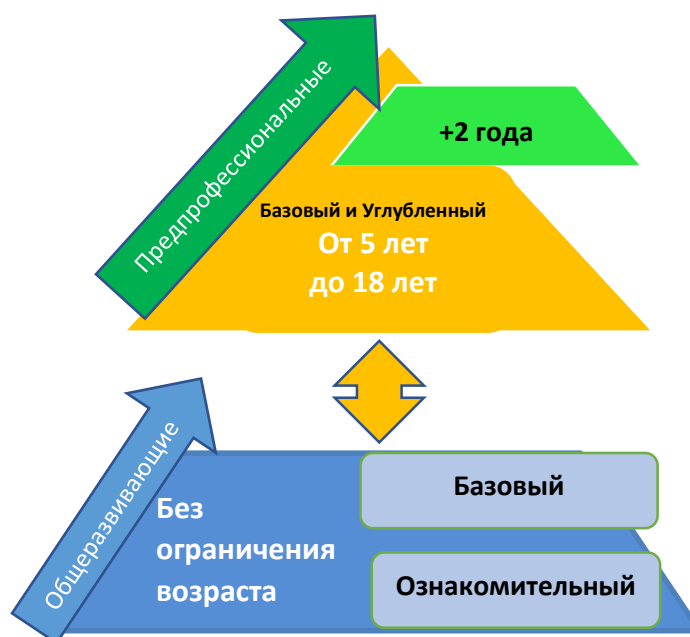 Предпрофессиональные
+2 года
Базовый и Углубленный
От 5 лет
до 18 лет
Общеразвивающие
Без
ограничения
возраста
Базовый
Ознакомительный